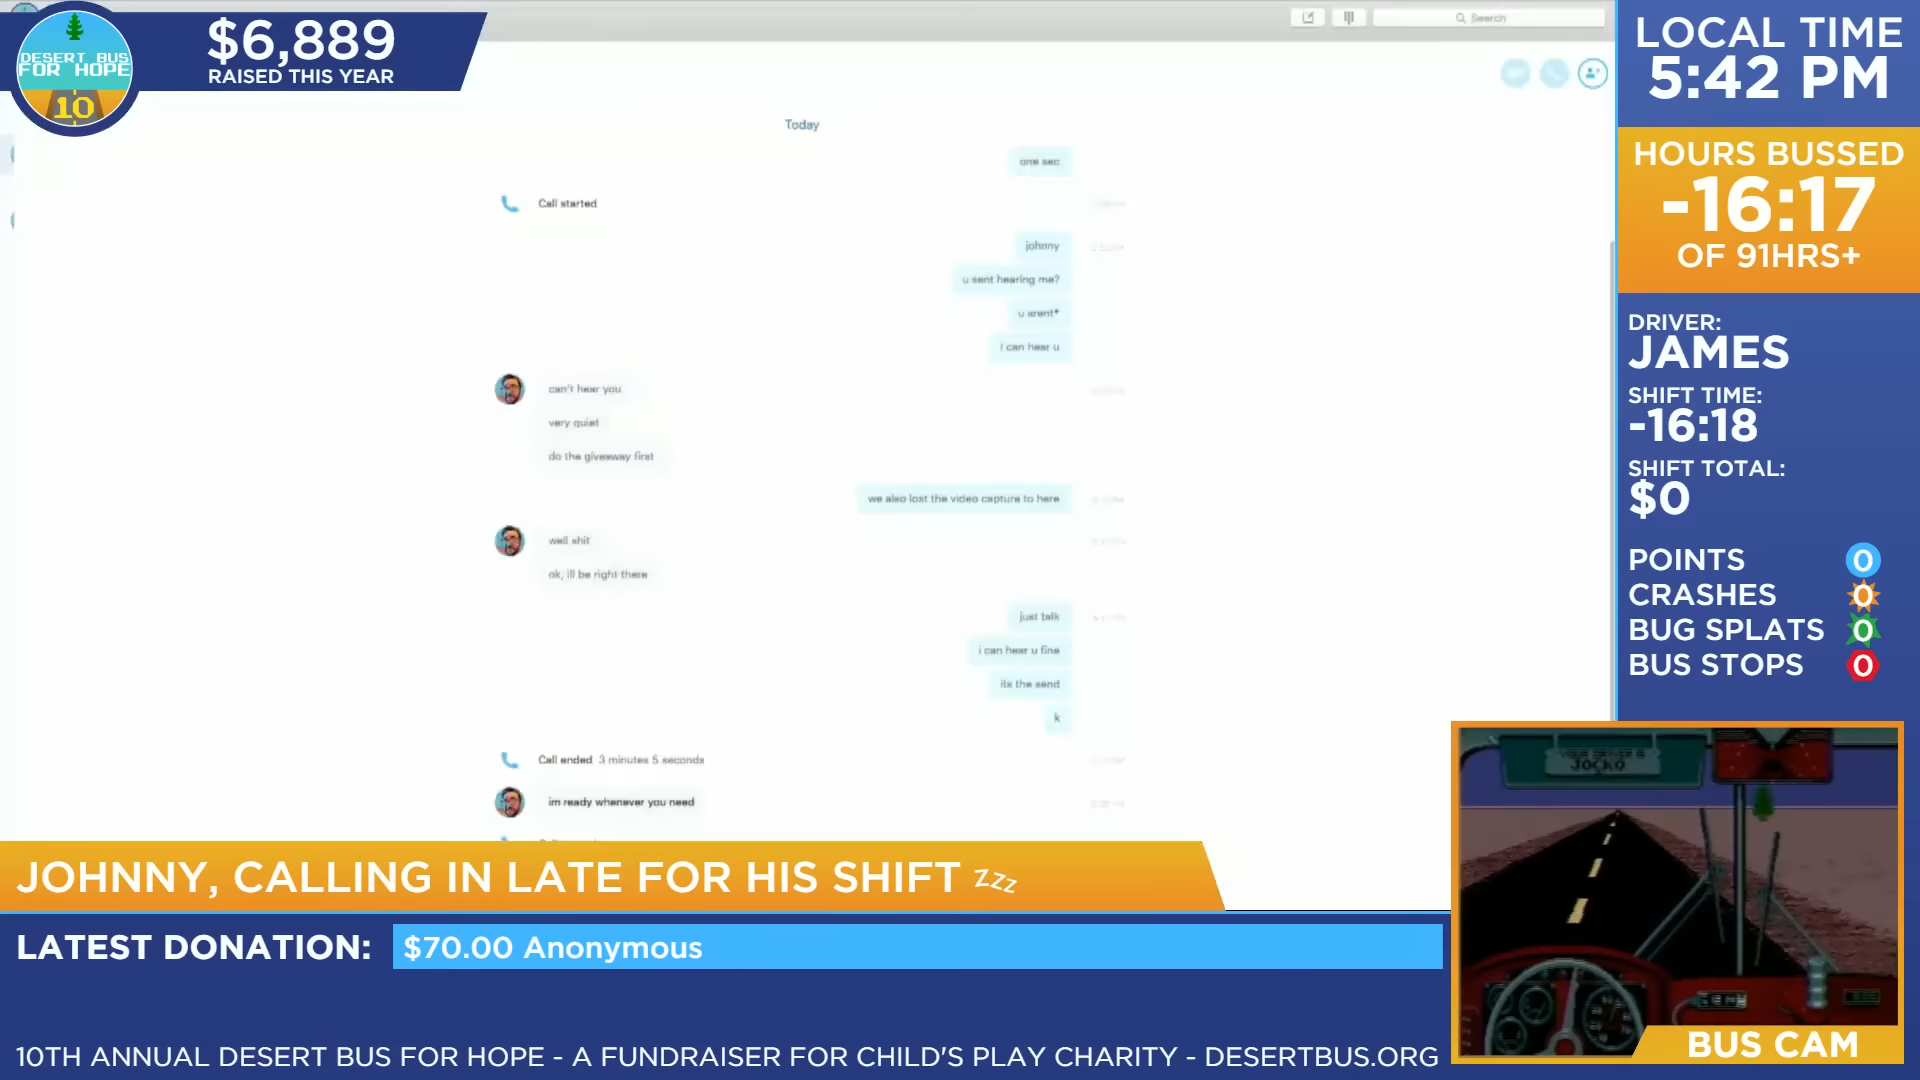 DESERT BUS
FOR HOPE
10
$6,889
RAISED THIS YEAR
Search
Today
one sec
Call started
johnny
u sent hearing me?
u arent*
I can hear u
can't hear you
very quiet
do the giveaway first
we also lost the video capture to here
well shit
ok, ill be right there
just talk
i can hear u fine
its the send
k
Call ended 3 minutes 5 seconds
im ready whenever you need
LOCAL TIME
5:42 PM
HOURS BUSSED
-16:17
OF 91HRS+
DRIVER:
JAMES
SHIFT TIME:
-16:18
SHIFT TOTAL:
$0
POINTS 0
CRASHES 0
BUG SPLATS 0
BUS STOPS 0
JOCKO
BUS CAM
JOHNNY, CALLING IN LATE FOR HIS SHIFT zzz
LATEST DONATION: $70.00 Anonymous
10TH ANNUAL DESERT BUS FOR HOPE - A FUNDRAISER FOR CHILD'S PLAY CHARITY - DESERTBUS.ORG